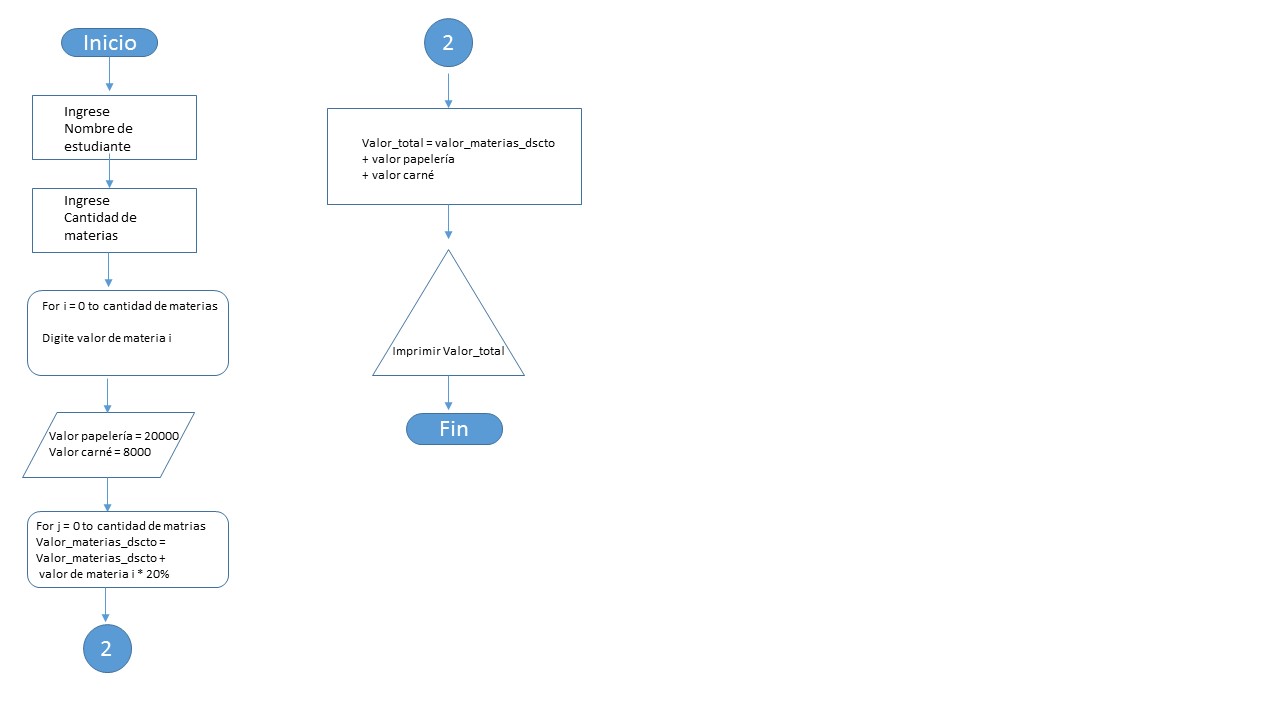 Inicio
Ingrese
Nombre de
estudiante
Ingrese
Cantidad de
materias
For i = 0 to cantidad de materias
Digite valor de materia i
Valor papelería = 20000
Valor carné = 8000
For j = 0 to cantidad de matrias
Valor_materias_dscto =
Valor_materias_dscto +
valor de materia i * 20%
2
2
Valor_total = valor_materias_dscto
+ valor papelería
+ valor carné
Imprimir Valor_total
Fin